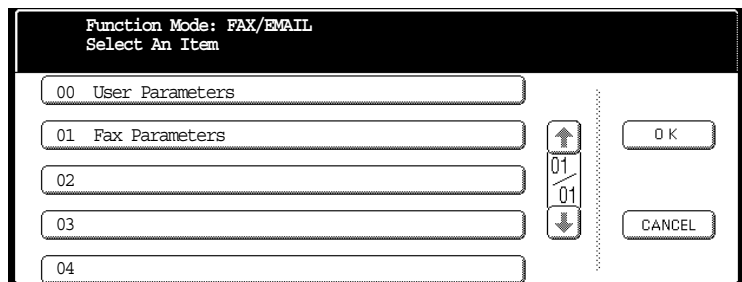 Function Mode: FAX/EMAIL
Select An Item
00 User Parameters
01 Fax Parameters
02
03
04
01/01
OK
CANCEL